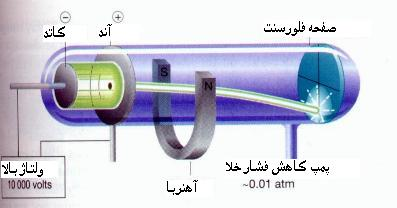 ⊖
⊕
کاتد
آند
صفحه فلورسنت
S
N
ولتاژ بالا
10 000 volts
آهنربا
پمپ کاهش فشار خلا
~0.01 atm